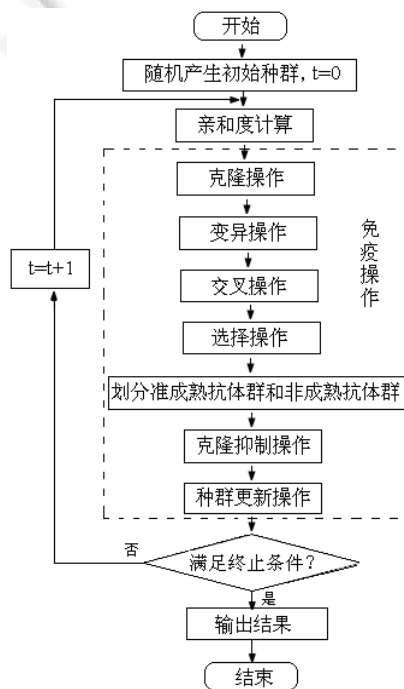 开始
随机产生初始种群，t=0
亲和度计算
克隆操作
变异操作
交叉操作
选择操作
划分准成熟抗体群和非成熟抗体群
克隆抑制操作
种群更新操作
免疫操作
t=t+1
满足终止条件？
否
是
输出结果
结束